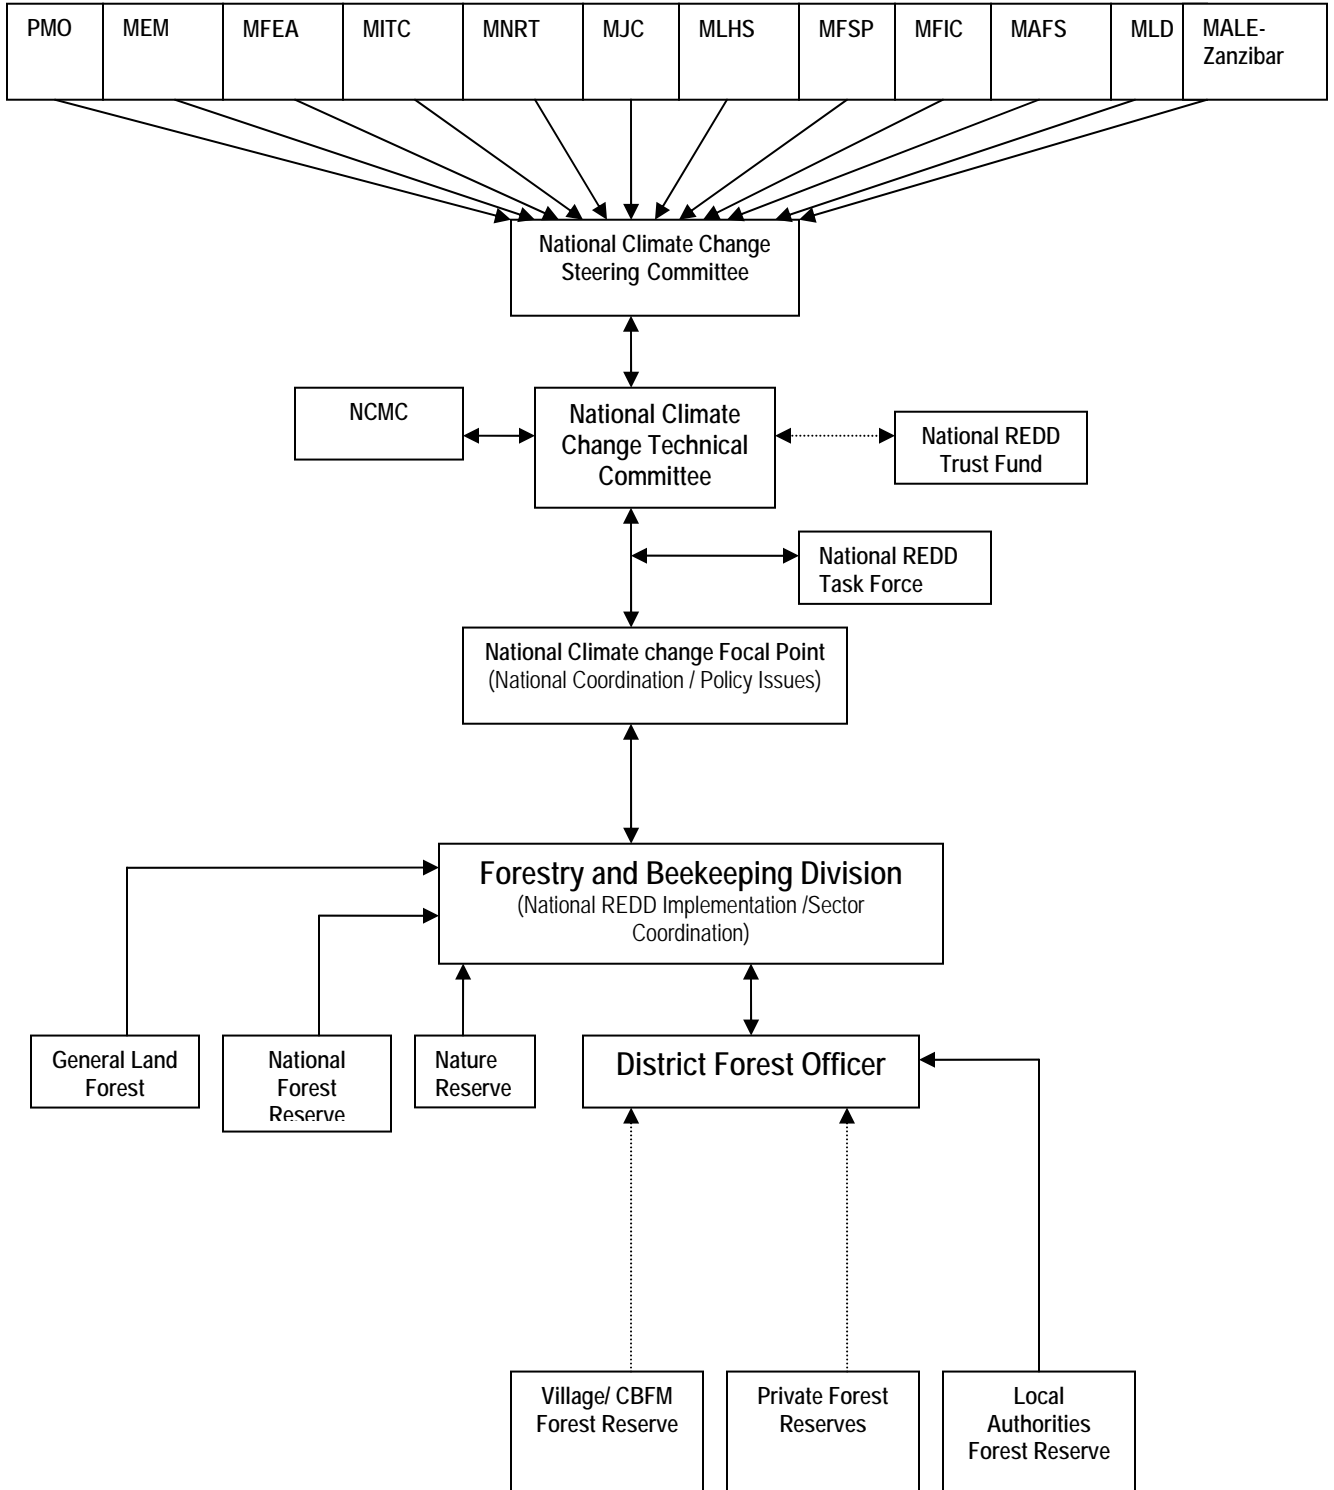 PMO
MEM
MFEA
MITC
MNRT
MJC
MLHS
MFSP
MFIC
MAFS
MLD
MALE-
Zanzibar
National Climate Change
Steering Committee
NCMC
National Climate
Change Technical
Committee
National REDD
Trust Fund
National REDD
Task Force
National Climate change Focal Point
(National Coordination / Policy Issues)
Forestry and Beekeeping Division
(National REDD Implementation /Sector
Coordination)
General Land
Forest
National
Forest
Reserve
Nature
Reserve
District Forest Officer
Village/ CBFM
Forest Reserve
Private Forest
Reserves
Local
Authorities
Forest Reserve